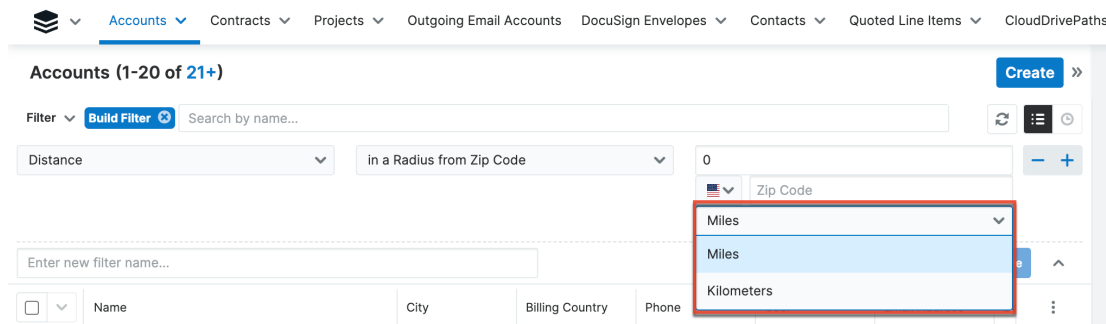 Accounts Contracts Projects Outgoing Email Accounts DocuSign Envelopes Contacts Quoted Line Items CloudDrivePaths
Accounts (1-20 of 21+) Create
Filter Build Filter Search by name...
Distance in a Radius from Zip Code 0
Zip Code
Miles
Miles
Enter new filter name... e
Kilometers
Name City Billing Country Phone